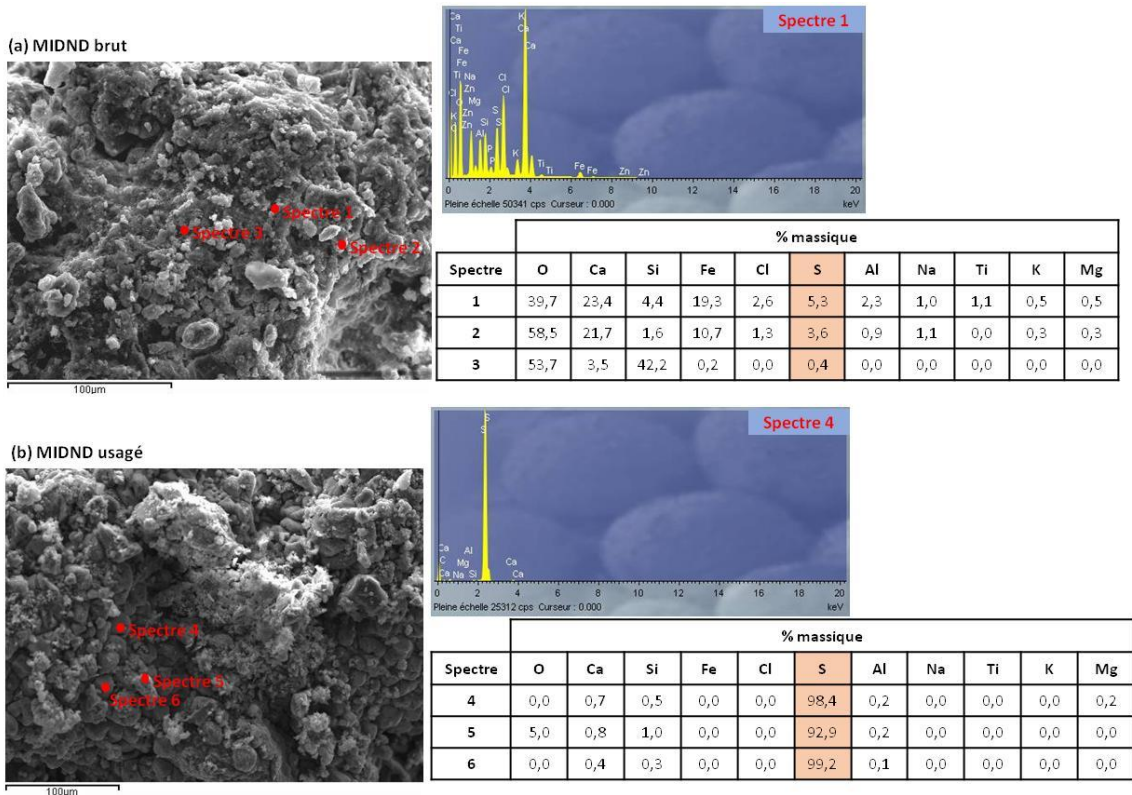 (a) MIDND brut
Spectre 1
Spectre 3
Spectre 2
100µm
Spectre 1
Ca K
Ti Ca
Ca Ca
Fe
Fe
Ti Na Cl
Cl Zn Cl
O Mg
K Zn Si S
C Zn Al S
P
P
K
Ti
Ti
Fe
Fe
Zn
Zn
0 2 4 6 8 10 12 14 16 18 20
Pleine échelle 50341 cps Curseur : 0.000 keV
% massique
Spectre O Ca Si Fe Cl S Al Na Ti K Mg
1 39,7 23,4 4,4 19,3 2,6 5,3 2,3 1,0 1,1 0,5 0,5
2 58,5 21,7 1,6 10,7 1,3 3,6 0,9 1,1 0,0 0,3 0,3
3 53,7 3,5 42,2 0,2 0,0 0,4 0,0 0,0 0,0 0,0 0,0
(b) MIDND usagé
Spectre 4
Spectre 5
Spectre 6
100µm
Spectre 4
S
S
Ca Al
C Mg Ca
Ca Na Si Ca
0 2 4 6 8 10 12 14 16 18 20
Pleine échelle 25312 cps Curseur : 0.000 keV
% massique
Spectre O Ca Si Fe Cl S Al Na Ti K Mg
4 0,0 0,7 0,5 0,0 0,0 98,4 0,2 0,0 0,0 0,0 0,2
5 5,0 0,8 1,0 0,0 0,0 92,9 0,2 0,0 0,0 0,0 0,0
6 0,0 0,4 0,3 0,0 0,0 99,2 0,1 0,0 0,0 0,0 0,0